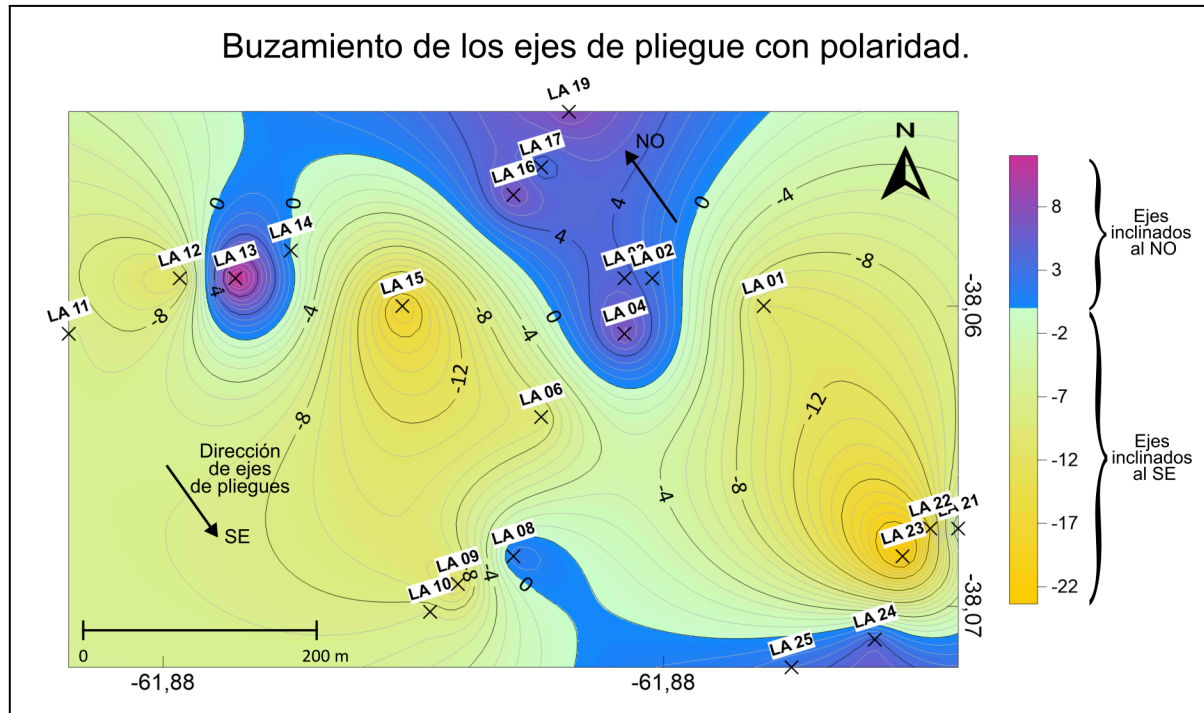 Buzamiento de los ejes de pliegue con polaridad.
LA 19
LA 17
LA 16
NO
N
0
0
0
4
4
-4
-8
LA 14
LA 12
LA 13
4
LA 02
LA 11
-8
-4
LA 15
-8
-4
0
LA 04
LA 01
-12
-12
LA 06
-8
-4
-8
Dirección
de ejes
de pliegues
SE
LA 22
LA 23
LA 08
LA 09
LA 10
-8
-4
0
LA 24
LA 25
0
200 m
-61,88
-61,88
-38,06
-38,07
8
3
-2
-7
-12
-17
-22
Ejes
inclinados
al NO
Ejes
inclinados
al SE